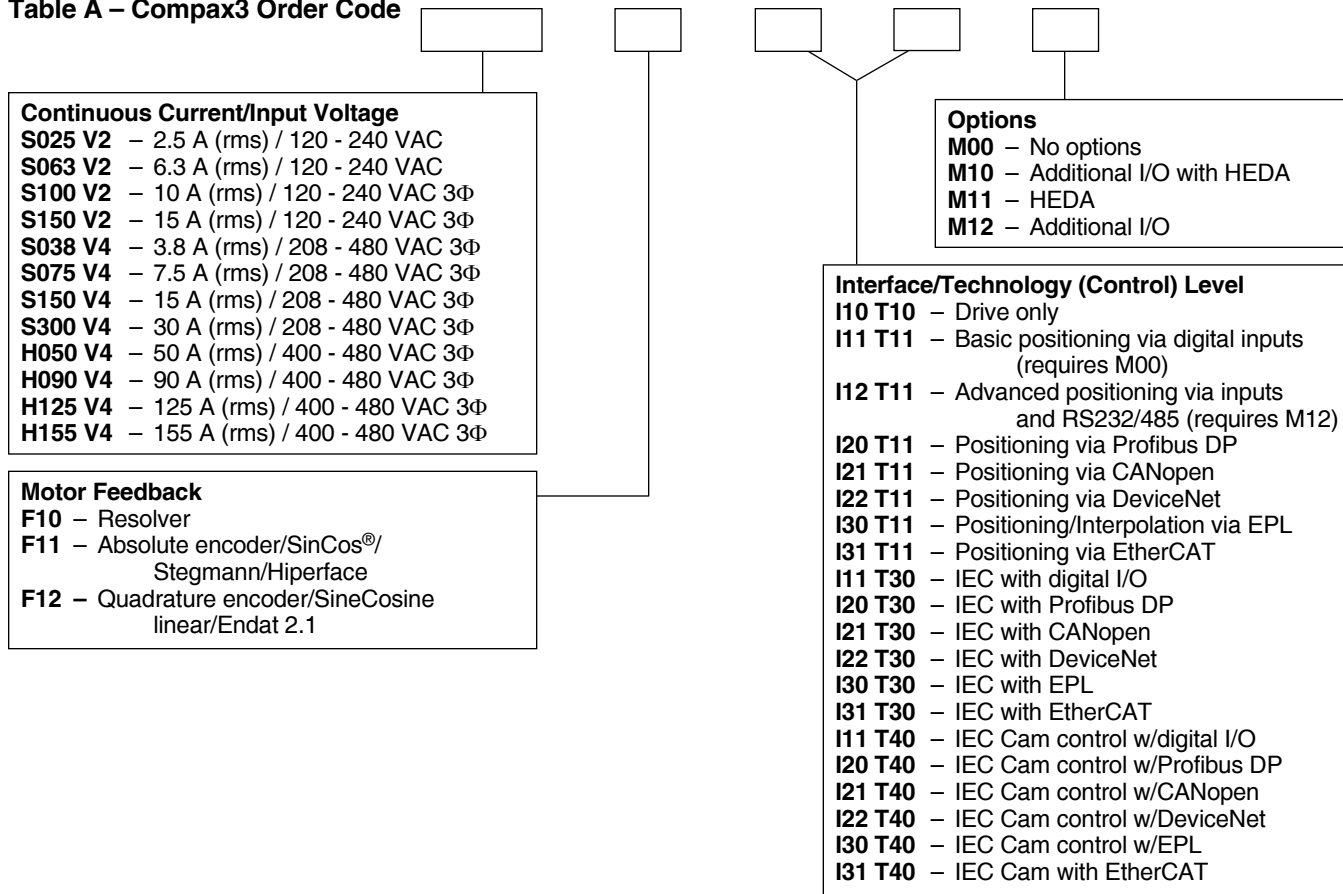 Table A – Compax3 Order Code
Continuous Current/Input Voltage
S025 V2 – 2.5 A (rms) / 120 - 240 VAC
S063 V2 – 6.3 A (rms) / 120 - 240 VAC
S100 V2 – 10 A (rms) / 120 - 240 VAC 3Φ
S150 V2 – 15 A (rms) / 120 - 240 VAC 3Φ
S038 V4 – 3.8 A (rms) / 208 - 480 VAC 3Φ
S075 V4 – 7.5 A (rms) / 208 - 480 VAC 3Φ
S150 V4 – 15 A (rms) / 208 - 480 VAC 3Φ
S300 V4 – 30 A (rms) / 208 - 480 VAC 3Φ
H050 V4 – 50 A (rms) / 400 - 480 VAC 3Φ
H090 V4 – 90 A (rms) / 400 - 480 VAC 3Φ
H125 V4 – 125 A (rms) / 400 - 480 VAC 3Φ
H155 V4 – 155 A (rms) / 400 - 480 VAC 3Φ
Motor Feedback
F10 – Resolver
F11 – Absolute encoder/SinCos®/
Stegmann/Hiperface
F12 – Quadrature encoder/SineCosine
linear/Endat 2.1
Options
M00 – No options
M10 – Additional I/O with HEDA
M11 – HEDA
M12 – Additional I/O
Interface/Technology (Control) Level
I10 T10 – Drive only
I11 T11 – Basic positioning via digital inputs
(requires M00)
I12 T11 – Advanced positioning via inputs
and RS232/485 (requires M12)
I20 T11 – Positioning via Profibus DP
I21 T11 – Positioning via CANopen
I22 T11 – Positioning via DeviceNet
I30 T11 – Positioning/Interpolation via EPL
I31 T11 – Positioning via EtherCAT
I11 T30 – IEC with digital I/O
I20 T30 – IEC with Profibus DP
I21 T30 – IEC with CANopen
I22 T30 – IEC with DeviceNet
I30 T30 – IEC with EPL
I31 T30 – IEC with EtherCAT
I11 T40 – IEC Cam control w/digital I/O
I20 T40 – IEC Cam control w/Profibus DP
I21 T40 – IEC Cam control w/CANopen
I22 T40 – IEC Cam control w/DeviceNet
I30 T40 – IEC Cam control w/EPL
I31 T40 – IEC Cam with EtherCAT